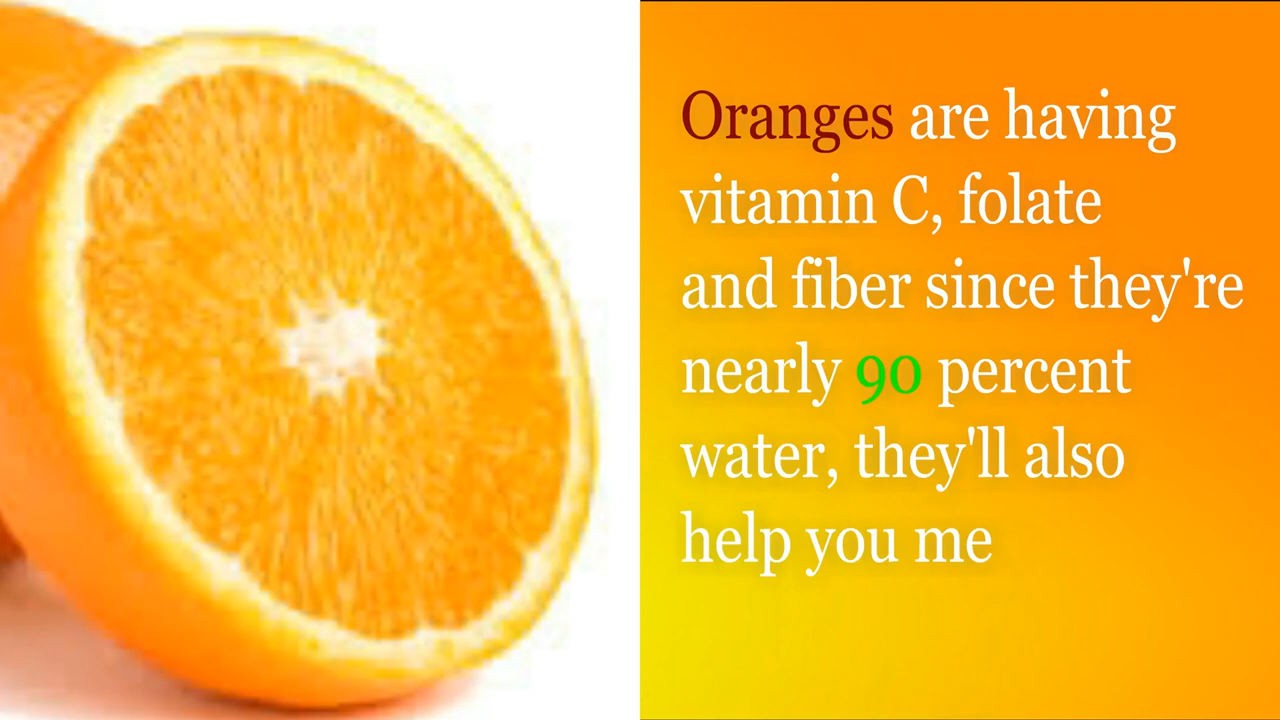 Oranges are having
vitamin C, folate
and fiber since they're
nearly 90 percent
water, they'll also
help you me